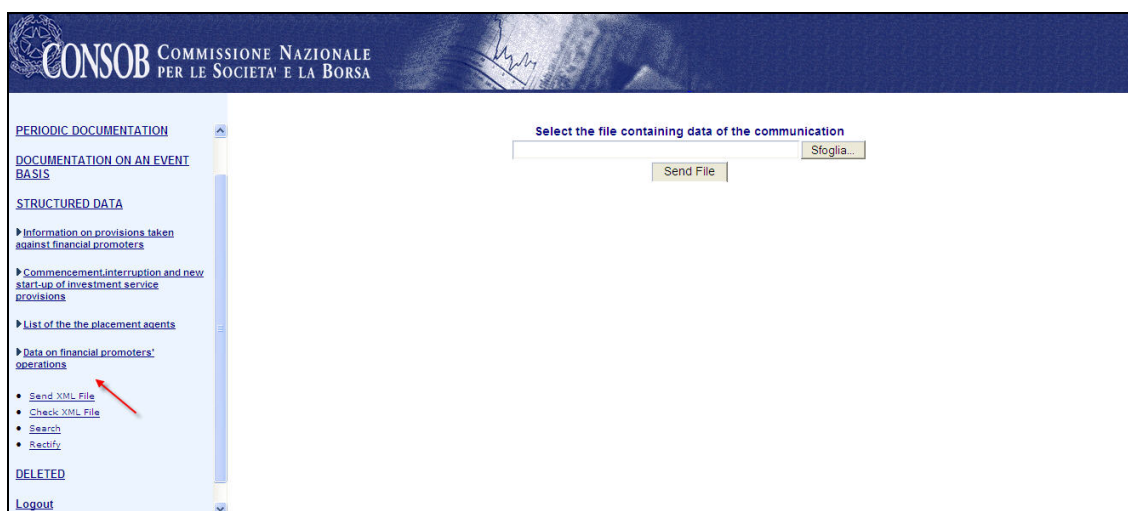 CONSOB COMMISSIONE NAZIONALE
PER LE SOCIETA' E LA BORSA
PERIODIC DOCUMENTATION
DOCUMENTATION ON AN EVENT
BASIS
STRUCTURED DATA
Information on provisions taken
against financial promoters
Commencement,interruption and new
start-up of investment service
provisions
List of the the placement agents
Data on financial promoters'
operations
Send XML File
Check XML File
Search
Rectify
DELETED
Logout
Select the file containing data of the communication
Sfoglia...
Send File